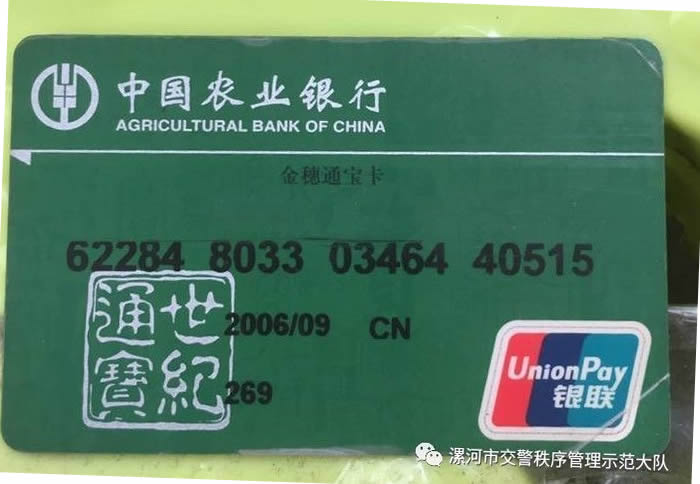 中国农业银行
AGRICULTURAL BANK OF CHINA
金穗通宝卡
62284 8033 03464 40515
世纪通寶
2006/09 CN
269
UnionPay
银联
漯河市交警秩序管理示范大队